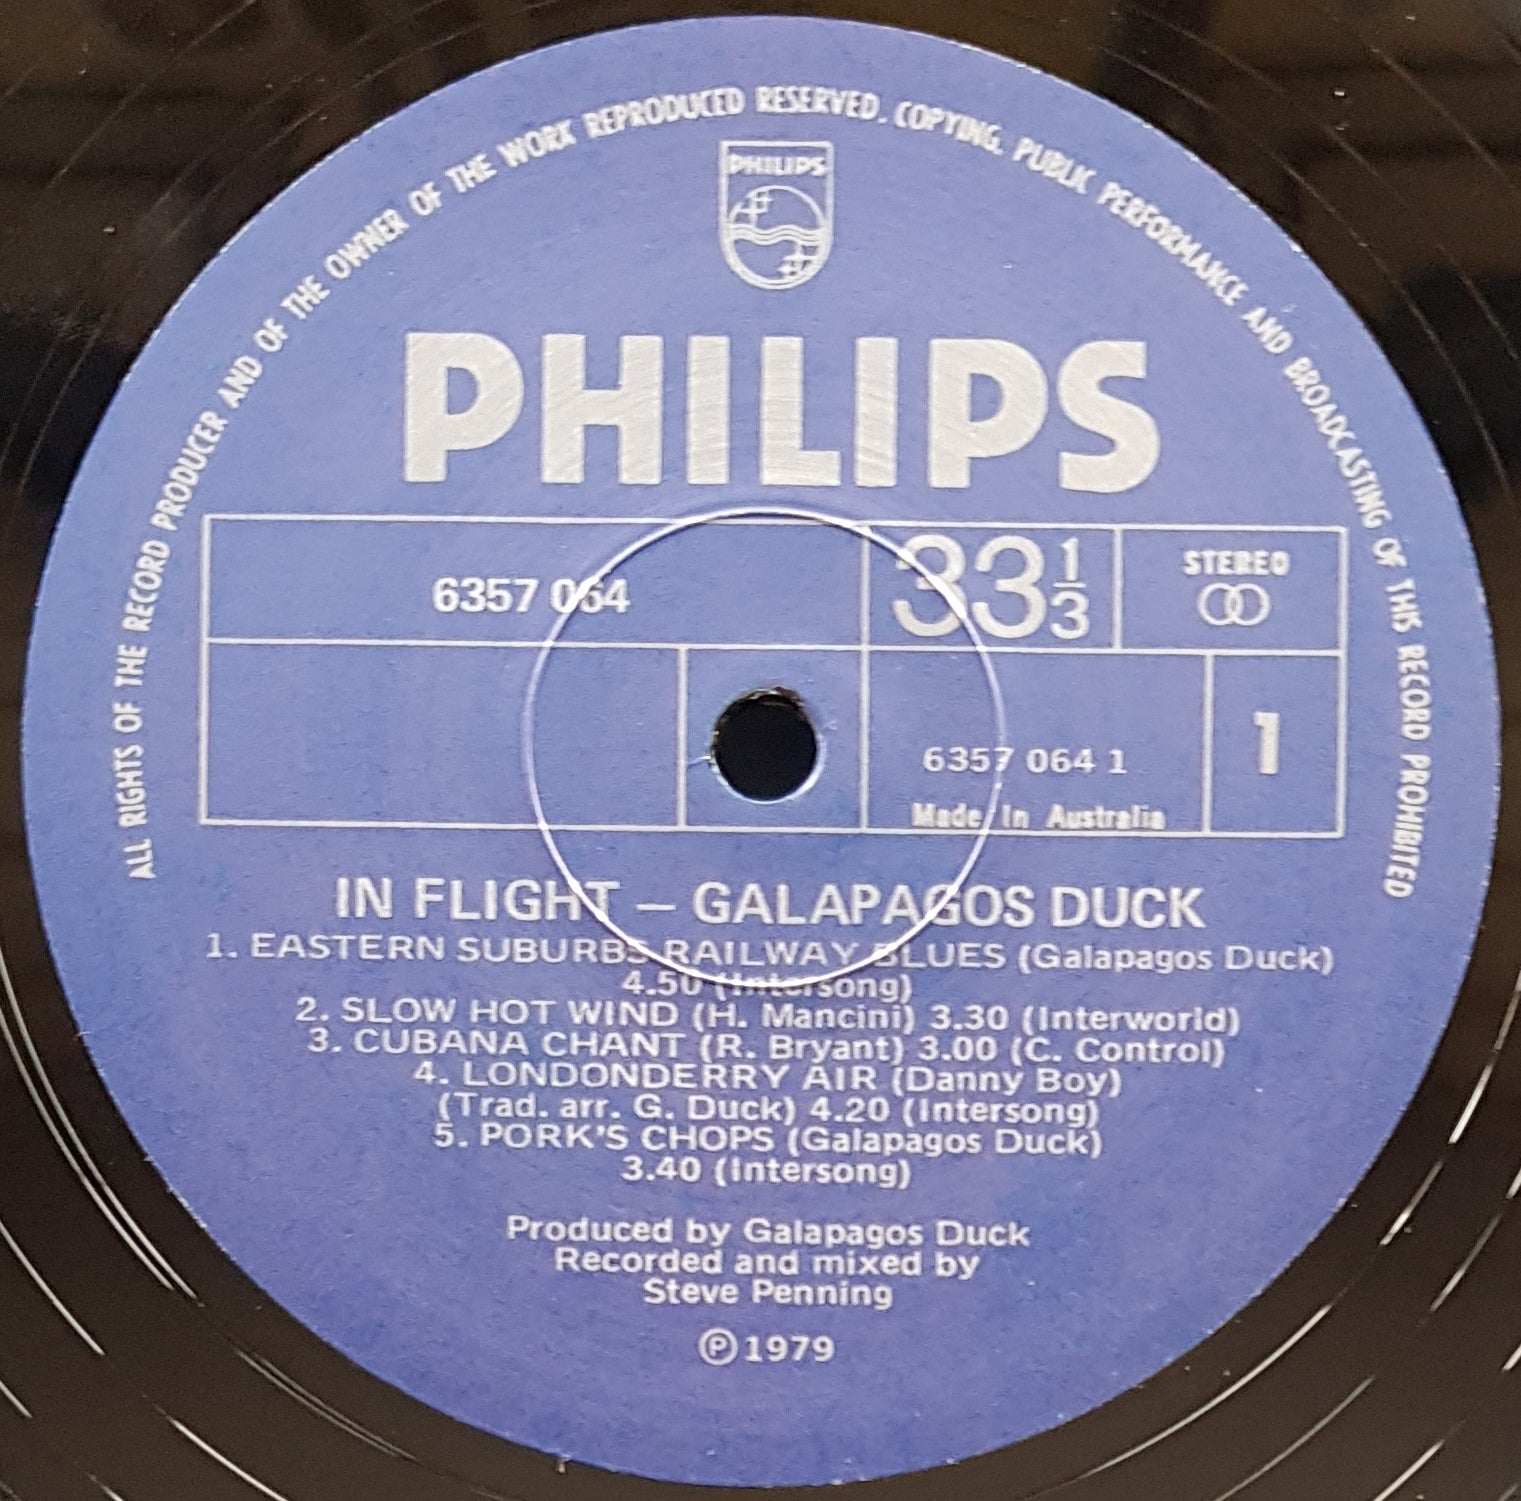 ALL RIGHTS OF THE RECORD PRODUCER AND OF THE OWNER OF THE WORK REPRODUCED RESERVED. COPYING, PUBLIC PERFORMANCE AND BROADCASTING OF THIS RECORD PROHIBITED
PHILIPS
PHILIPS
6357 064
33 1/3
STEREO
6357 064 1
Made in Australia
1
IN FLIGHT – GALAPAGOS DUCK
1. EASTERN SUBURBS RAILWAY BLUES (Galapagos Duck)
4.50 (Intersong)
2. SLOW HOT WIND (H. Mancini) 3.30 (Interworld)
3. CUBANA CHANT (R. Bryant) 3.00 (C. Control)
4. LONDONDERRY AIR (Danny Boy)
(Trad. arr. G. Duck) 4.20 (Intersong)
5. PORK'S CHOPS (Galapagos Duck)
3.40 (Intersong)
Produced by Galapagos Duck
Recorded and mixed by
Steve Penning
Ⓟ1979